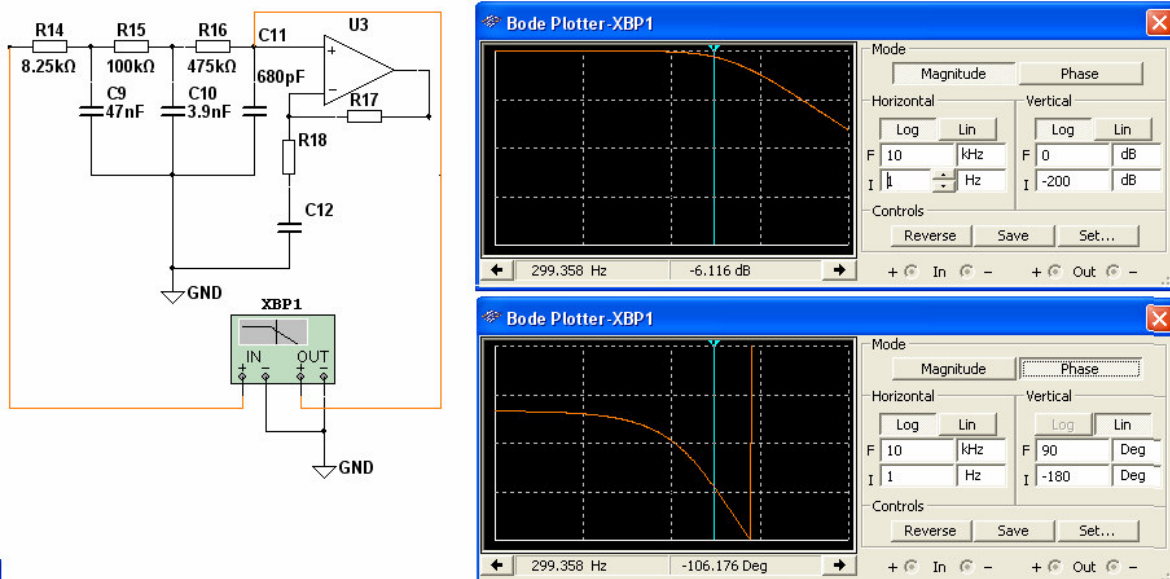 R14
R15
R16
C11
U3
8.25kΩ
100kΩ
475kΩ
680pF
C9
47nF
C10
3.9nF
+
−
R17
R18
C12
GND
XBP1
IN
OUT
+ − + −
GND
Bode Plotter-XBP1
Mode
Magnitude
Phase
Horizontal
Vertical
Log Lin
Log Lin
F 10 kHz
F 0 dB
I 1 Hz
I -200 dB
Controls
Reverse Save Set...
299.358 Hz -6.116 dB
+ In − + Out −
Bode Plotter-XBP1
Mode
Magnitude
Phase
Horizontal
Vertical
Log Lin
Log Lin
F 10 kHz
F 90 Deg
I 1 Hz
I -180 Deg
Controls
Reverse Save Set...
299.358 Hz -106.176 Deg
+ In − + Out −